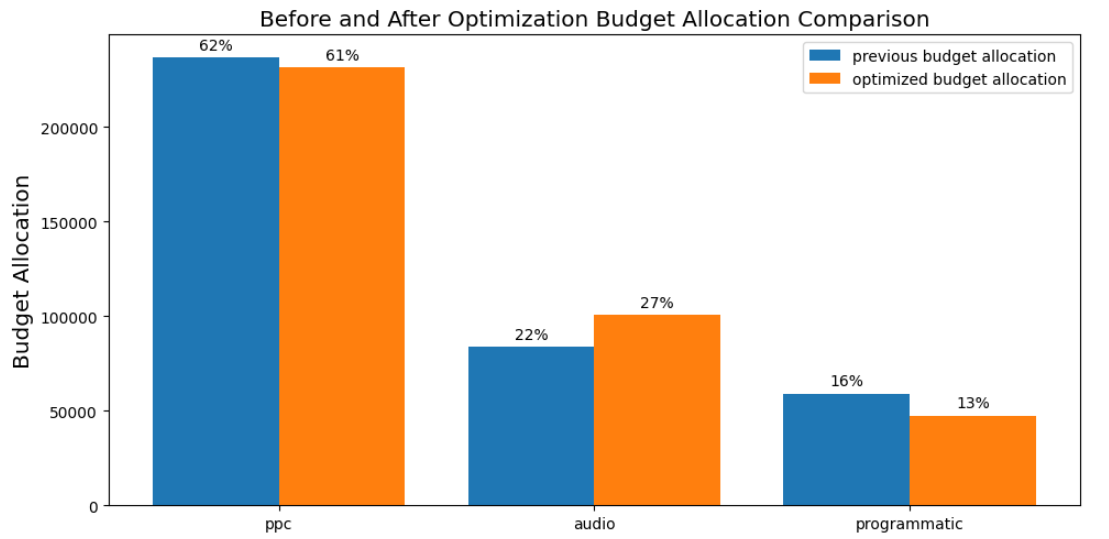 Before and After Optimization Budget Allocation Comparison
previous budget allocation
optimized budget allocation
Budget Allocation
200000
150000
100000
50000
0
62%
61%
22%
27%
16%
13%
ppc
audio
programmatic